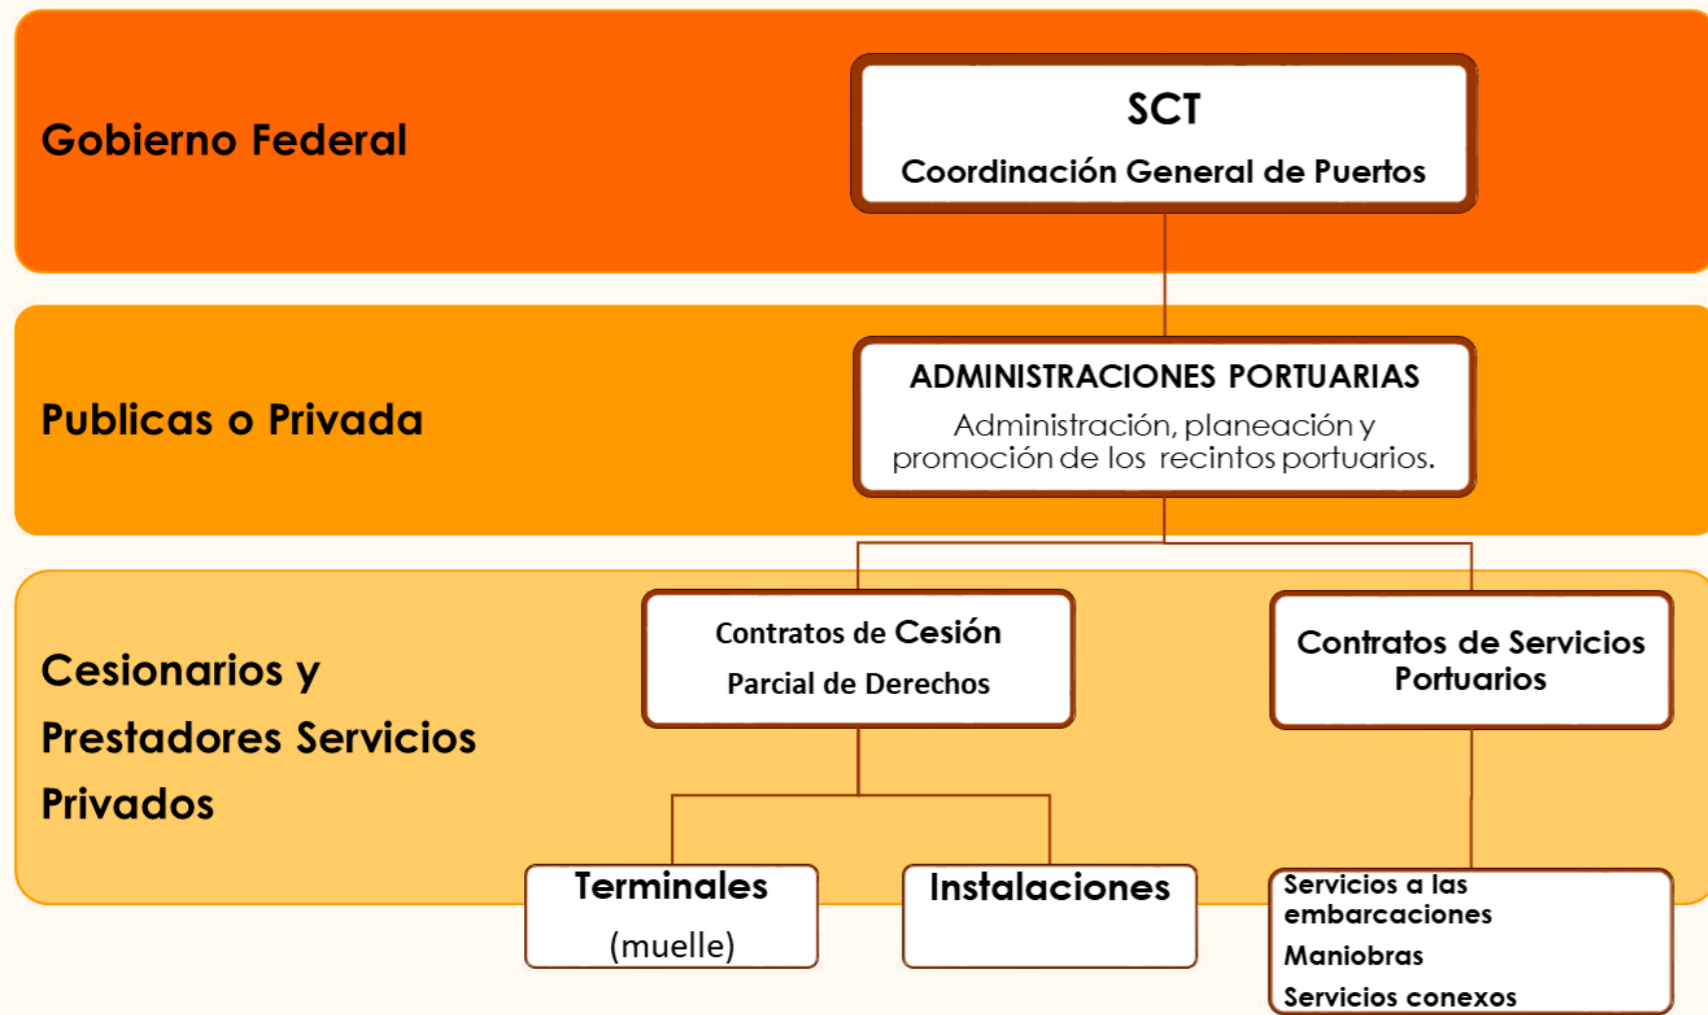 Gobierno Federal
SCT
Coordinación General de Puertos
Publicas o Privada
ADMINISTRACIONES PORTUARIAS
Administración, planeación y
promoción de los recintos portuarios.
Cesionarios y
Prestadores Servicios
Privados
Contratos de Cesión
Parcial de Derechos
Contratos de Servicios
Portuarios
Terminales
(muelle)
Instalaciones
Servicios a las
embarcaciones
Maniobras
Servicios conexos